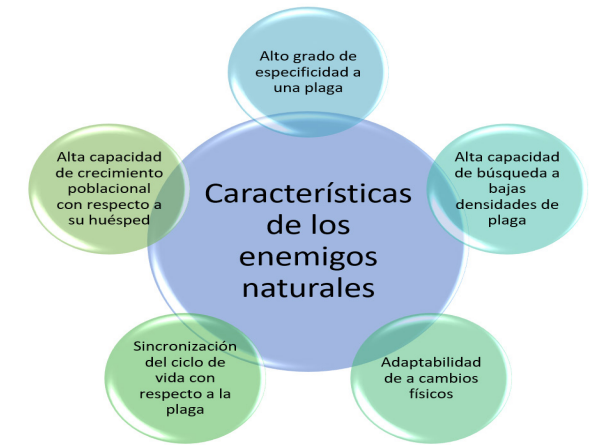 Alto grado de
especificidad a
una plaga
Alta capacidad
de búsqueda a
bajas
densidades de
plaga
Adaptabilidad
de a cambios
físicos
Sincronización
del ciclo de
vida con
respecto a la
plaga
Alta capacidad
de crecimiento
poblacional
con respecto a
su huésped
Características
de los
enemigos
naturales